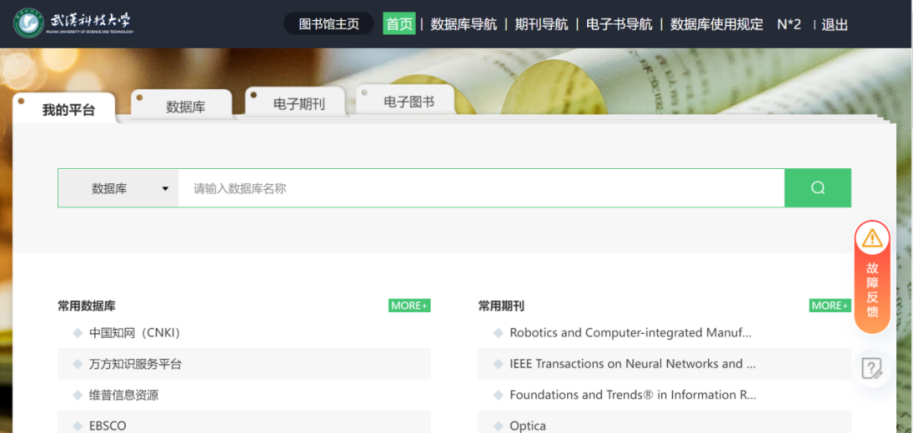 武汉科技大学
WUHAN UNIVERSITY OF SCIENCE AND TECHNOLOGY
图书馆主页 首页 | 数据库导航 | 期刊导航 | 电子书导航 | 数据库使用规定 N*2 | 退出
我的平台 数据库 电子期刊 电子图书
数据库 请输入数据库名称
故障反馈
常用数据库 MORE+
中国知网（CNKI）
万方知识服务平台
维普信息资源
EBSCO
常用期刊 MORE+
Robotics and Computer-integrated Manuf...
IEEE Transactions on Neural Networks and ...
Foundations and Trends® in Information R...
Optica